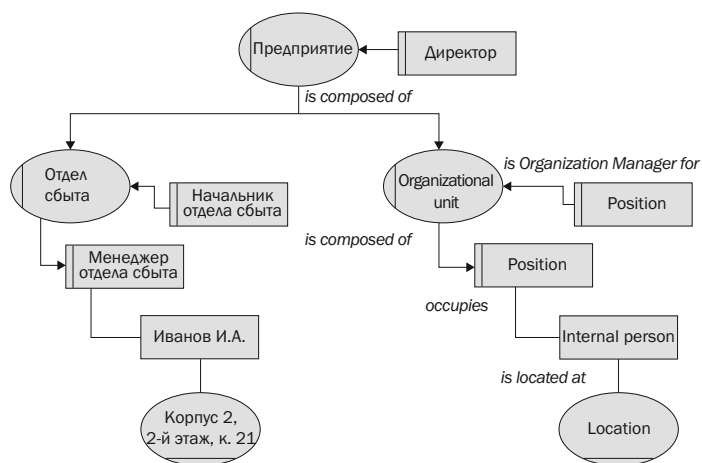 Предприятие
Директор
is composed of
Отдел
сбыта
Начальник
отдела сбыта
Organizational
unit
is Organization Manager for
Position
Менеджер
отдела сбыта
is composed of
Position
occupies
Иванов И.А.
Internal person
is located at
Корпус 2,
2-й этаж, к. 21
Location